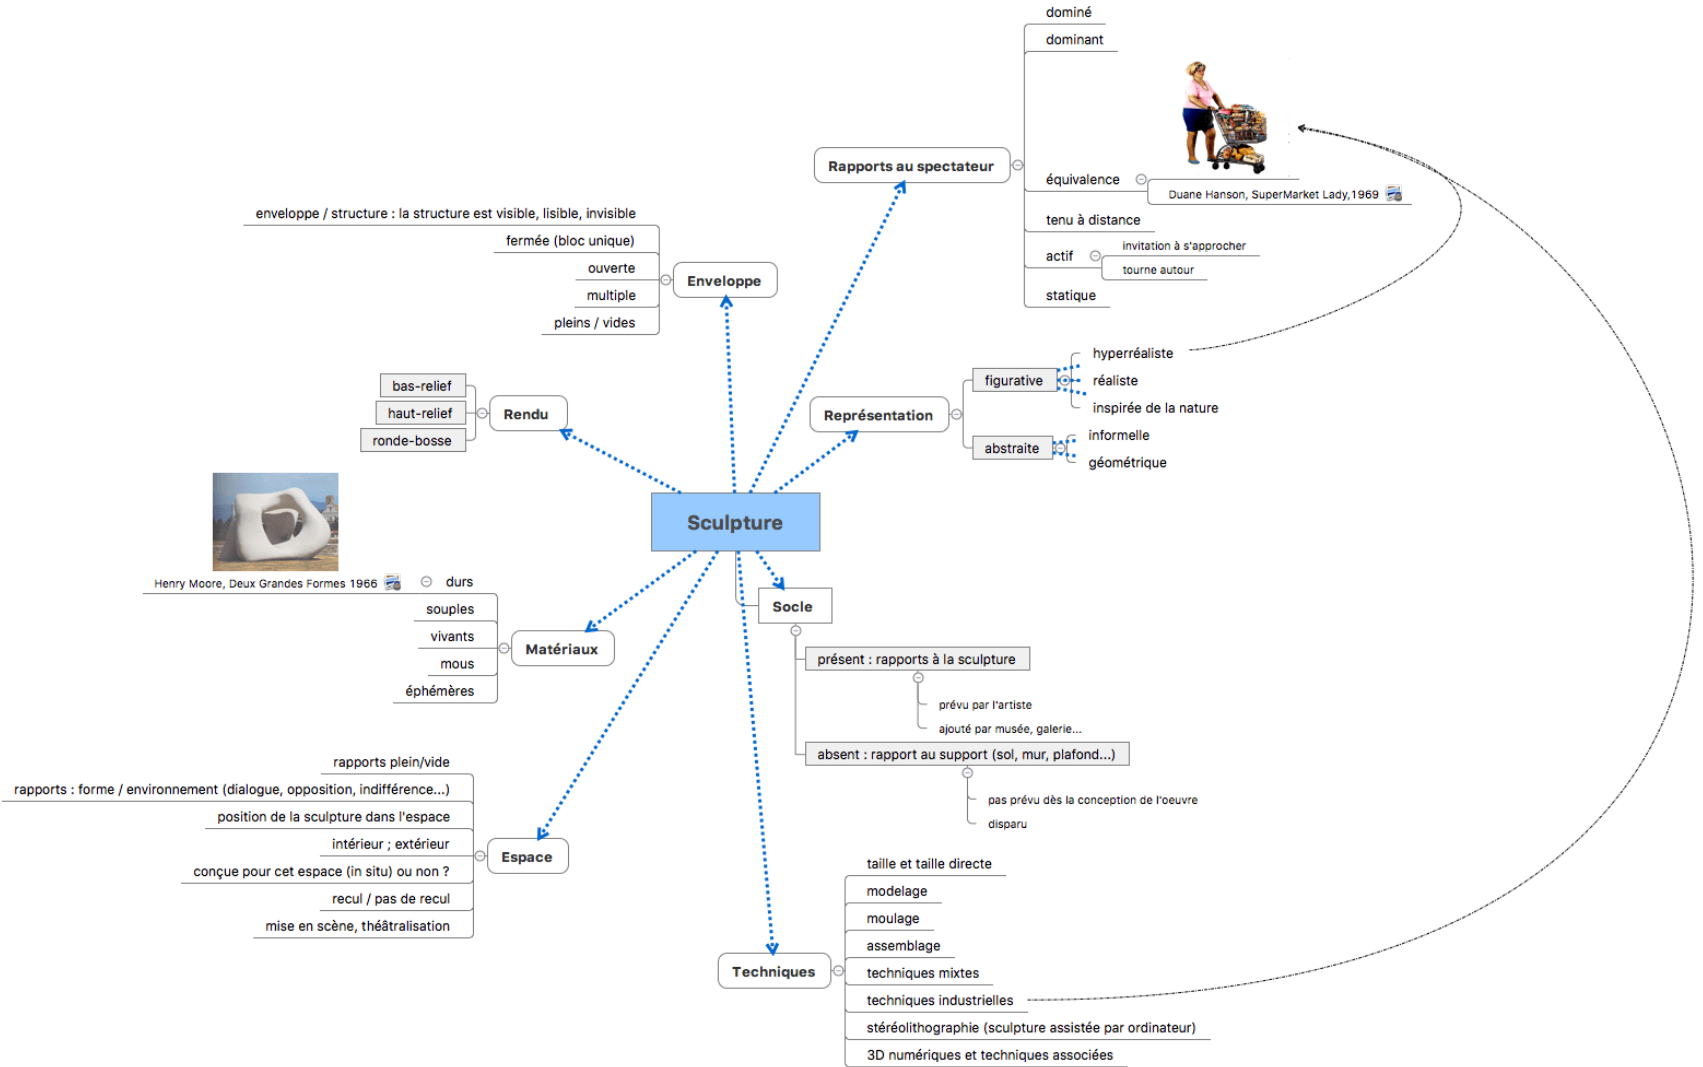 Sculpture
Rapports au spectateur
dominé
dominant
équivalence
Duane Hanson, SuperMarket Lady,1969
tenu à distance
actif
invitation à s'approcher
tourne autour
statique
Représentation
figurative
hyperréaliste
réaliste
inspirée de la nature
abstraite
informelle
géométrique
Socle
présent : rapports à la sculpture
prévu par l'artiste
ajouté par musée, galerie...
absent : rapport au support (sol, mur, plafond...)
pas prévu dès la conception de l'oeuvre
disparu
Techniques
taille et taille directe
modelage
moulage
assemblage
techniques mixtes
techniques industrielles
stéréolithographie (sculpture assistée par ordinateur)
3D numériques et techniques associées
Enveloppe
enveloppe / structure : la structure est visible, lisible, invisible
fermée (bloc unique)
ouverte
multiple
pleins / vides
Rendu
bas-relief
haut-relief
ronde-bosse
Matériaux
durs
Henry Moore, Deux Grandes Formes 1966
souples
vivants
mous
éphémères
Espace
rapports plein/vide
rapports : forme / environnement (dialogue, opposition, indifférence...)
position de la sculpture dans l'espace
intérieur ; extérieur
conçue pour cet espace (in situ) ou non ?
recul / pas de recul
mise en scène, théâtralisation